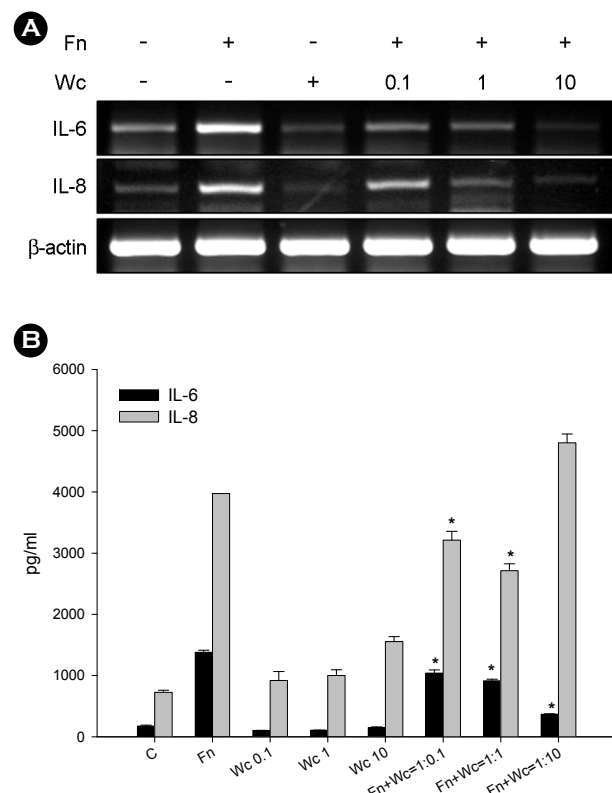 A
Fn - + - + + +
Wc - - + 0.1 1 10
IL-6
IL-8
β-actin
B
6000
IL-6
IL-8
5000
4000
3000
2000
1000
0
pg/ml
* * * * *
C Fn Wc 0.1 Wc 1 Wc 10 Fn+Wc=1:0.1 Fn+Wc=1:1 Fn+Wc=1:10